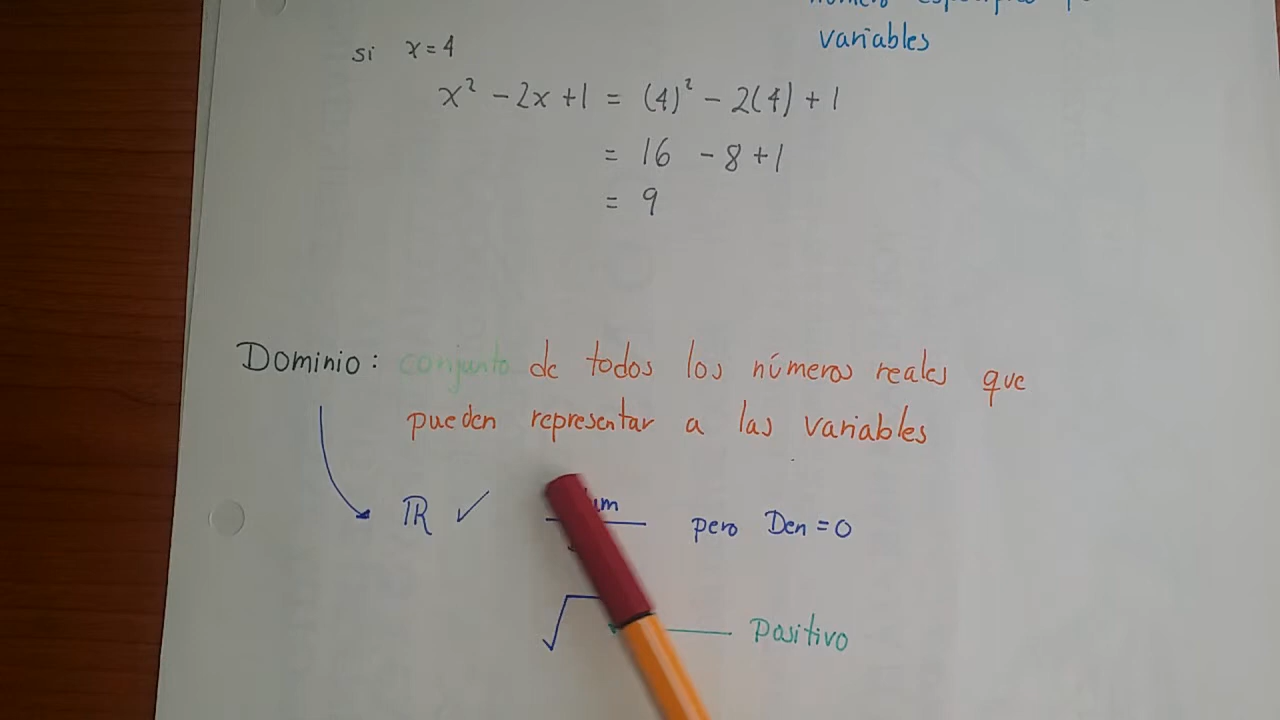 variables
si x = 4
x² - 2x + 1 = (4)² - 2(4) + 1
= 16 - 8 + 1
= 9
Dominio: conjunto de todos los números reales que
pueden representar a las variables
ℝ ✓ pero Den = 0
√ Positivo